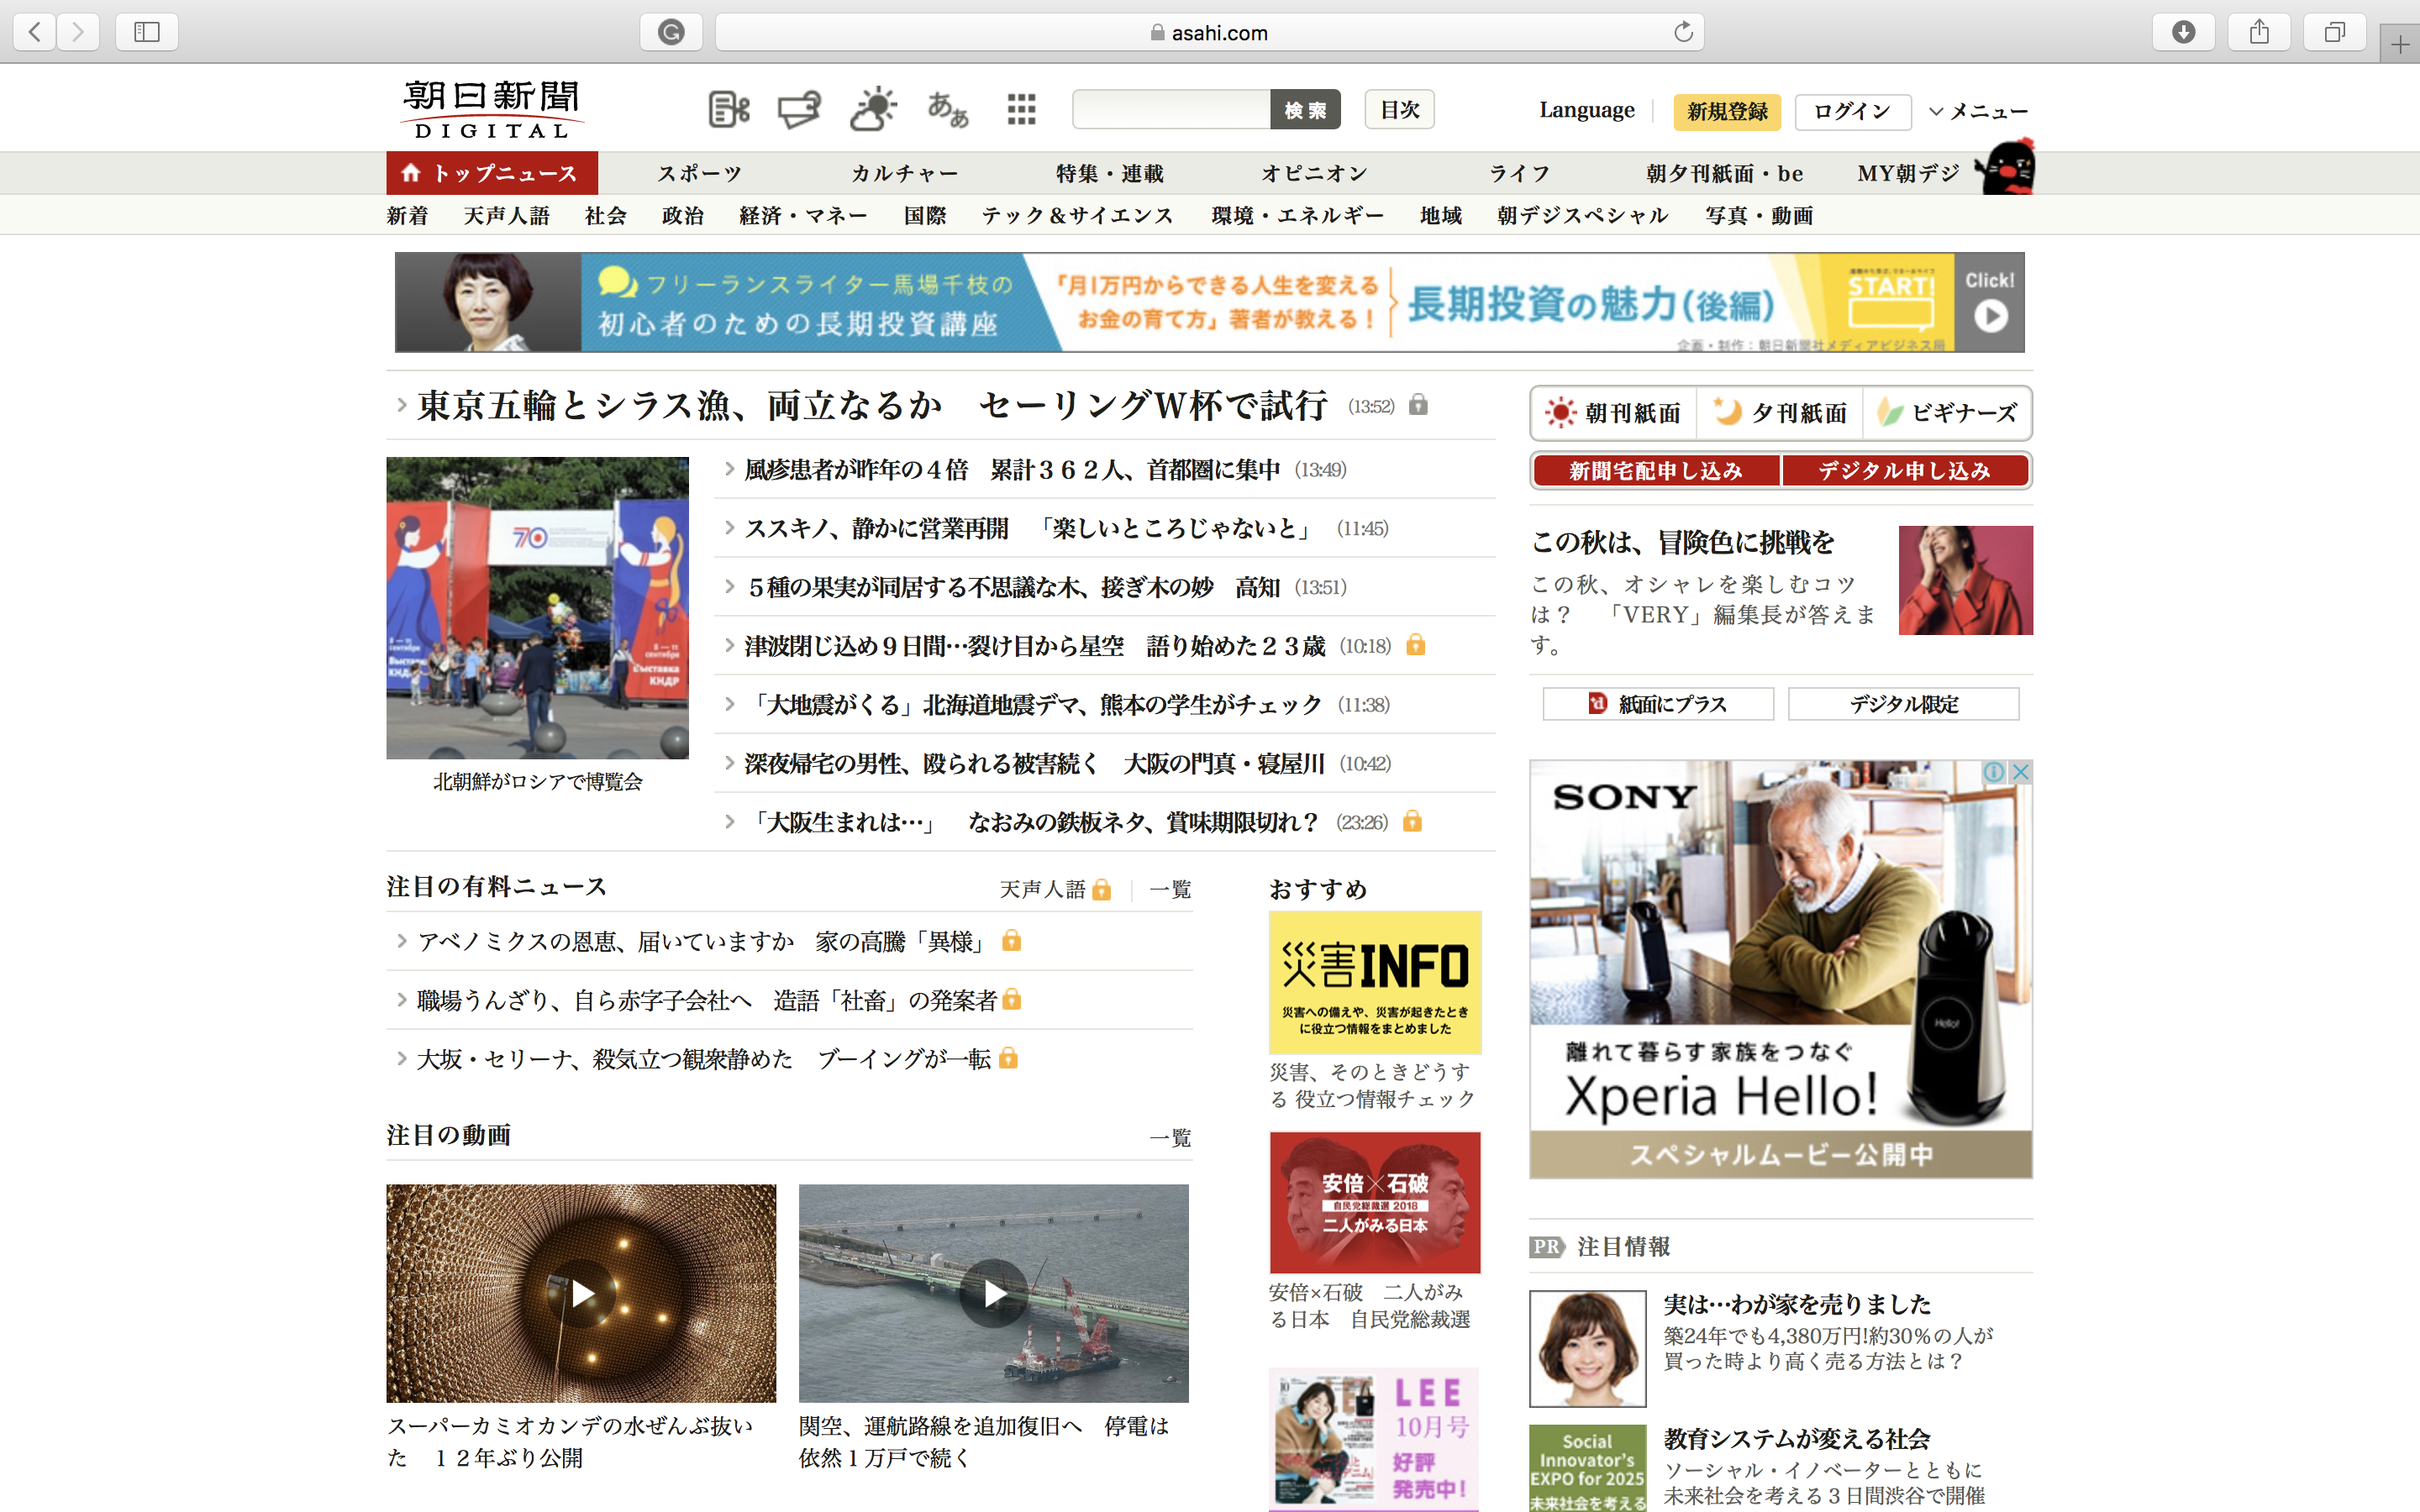 asahi.com
朝日新聞
DIGITAL
ああ
検索
目次
Language
新規登録
ログイン
メニュー
トップニュース
スポーツ
カルチャー
特集・連載
オピニオン
ライフ
朝夕刊紙面・be
MY朝デジ
新着
天声人語
社会
政治
経済・マネー
国際
テック＆サイエンス
環境・エネルギー
地域
朝デジスペシャル
写真・動画
フリーランスライター馬場千枝の
初心者のための長期投資講座
「月1万円からできる人生を変える
お金の育て方」著者が教える！
長期投資の魅力(後編)
START!
Click!
企画・制作：朝日新聞社メディアビジネス局
東京五輪とシラス漁、両立なるか　セーリングW杯で試行 (13:52)
70
8 — 11
сентября
Выставка
КНДР
8 — 11
сентября
Выставка
КНДР
北朝鮮がロシアで博覧会
風疹患者が昨年の４倍　累計３６２人、首都圏に集中 (13:49)
ススキノ、静かに営業再開　「楽しいところじゃないと」 (11:45)
５種の果実が同居する不思議な木、接ぎ木の妙　高知 (13:51)
津波閉じ込め９日間…裂け目から星空　語り始めた２３歳 (10:18)
「大地震がくる」北海道地震デマ、熊本の学生がチェック (11:38)
深夜帰宅の男性、殴られる被害続く　大阪の門真・寝屋川 (10:42)
「大阪生まれは…」　なおみの鉄板ネタ、賞味期限切れ？ (23:26)
朝刊紙面
夕刊紙面
ビギナーズ
新聞宅配申し込み
デジタル申し込み
この秋は、冒険色に挑戦を
この秋、オシャレを楽しむコツ
は？　「VERY」編集長が答えま
す。
紙面にプラス
デジタル限定
SONY
Hello!
離れて暮らす家族をつなぐ
Xperia Hello!
スペシャルムービー公開中
注目の有料ニュース
天声人語
一覧
アベノミクスの恩恵、届いていますか　家の高騰「異様」
職場うんざり、自ら赤字子会社へ　造語「社畜」の発案者
大坂・セリーナ、殺気立つ観衆静めた　ブーイングが一転
注目の動画
一覧
スーパーカミオカンデの水ぜんぶ抜い
た　１２年ぶり公開
関空、運航路線を追加復旧へ　停電は
依然１万戸で続く
おすすめ
災害INFO
災害への備えや、災害が起きたとき
に役立つ情報をまとめました
災害、そのときどうす
る 役立つ情報チェック
安倍×石破
自民党総裁選 2018
二人がみる日本
安倍×石破　二人がみ
る日本　自民党総裁選
LEE
10月号
好評
発売中!
PR
注目情報
実は…わが家を売りました
築24年でも4,380万円!約30%の人が
買った時より高く売る方法とは？
Social
Innovator's
EXPO for 2025
未来社会を考える
教育システムが変える社会
ソーシャル・イノベーターとともに
未来社会を考える３日間渋谷で開催